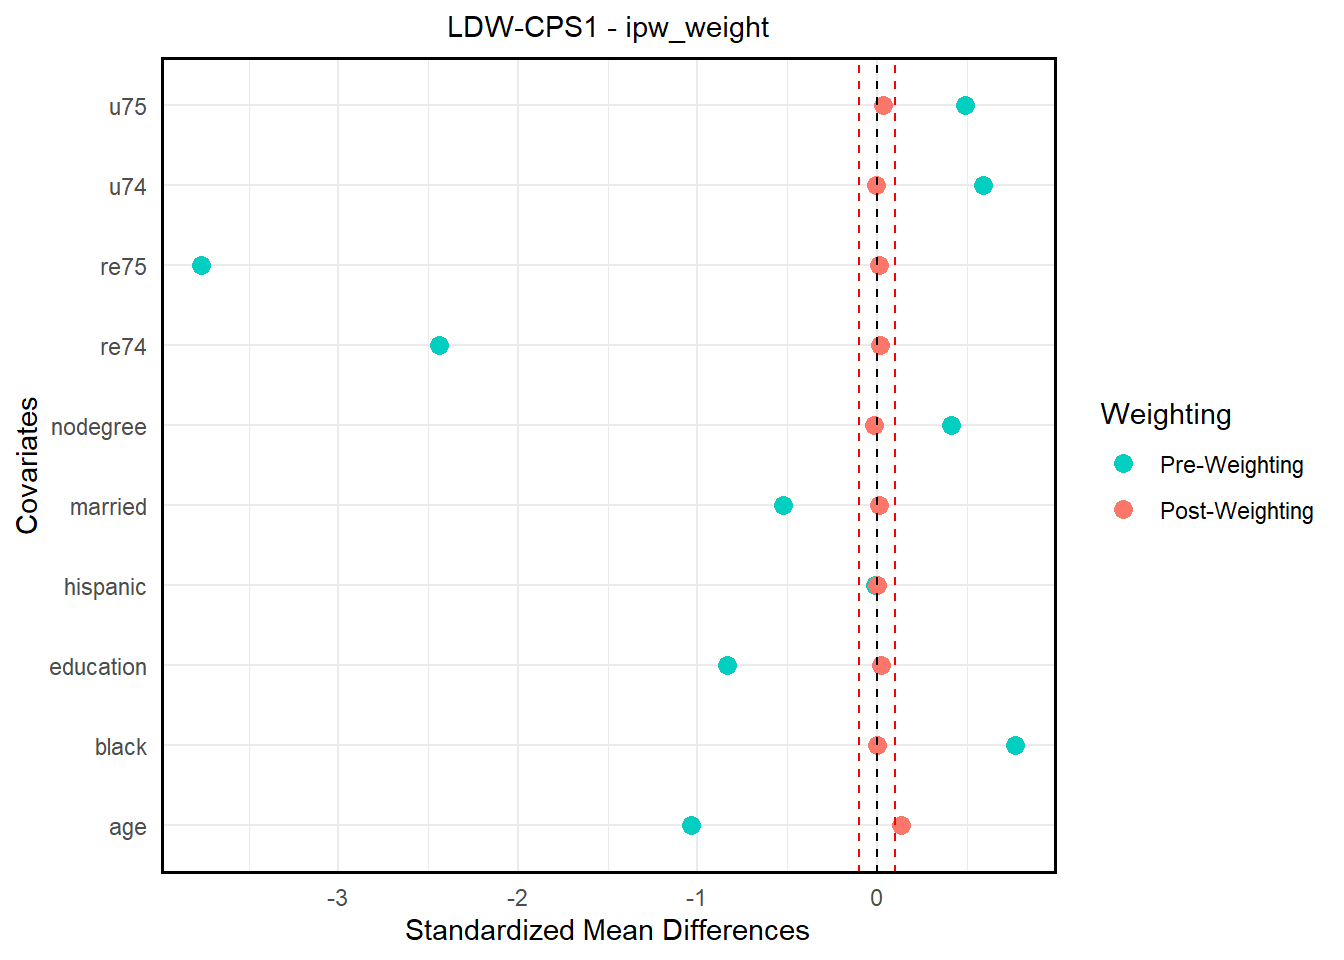 LDW-CPS1 - ipw_weight
u75
u74
re75
re74
nodegree
married
hispanic
education
black
age
Covariates
-3
-2
-1
0
Standardized Mean Differences
Weighting
Pre-Weighting
Post-Weighting